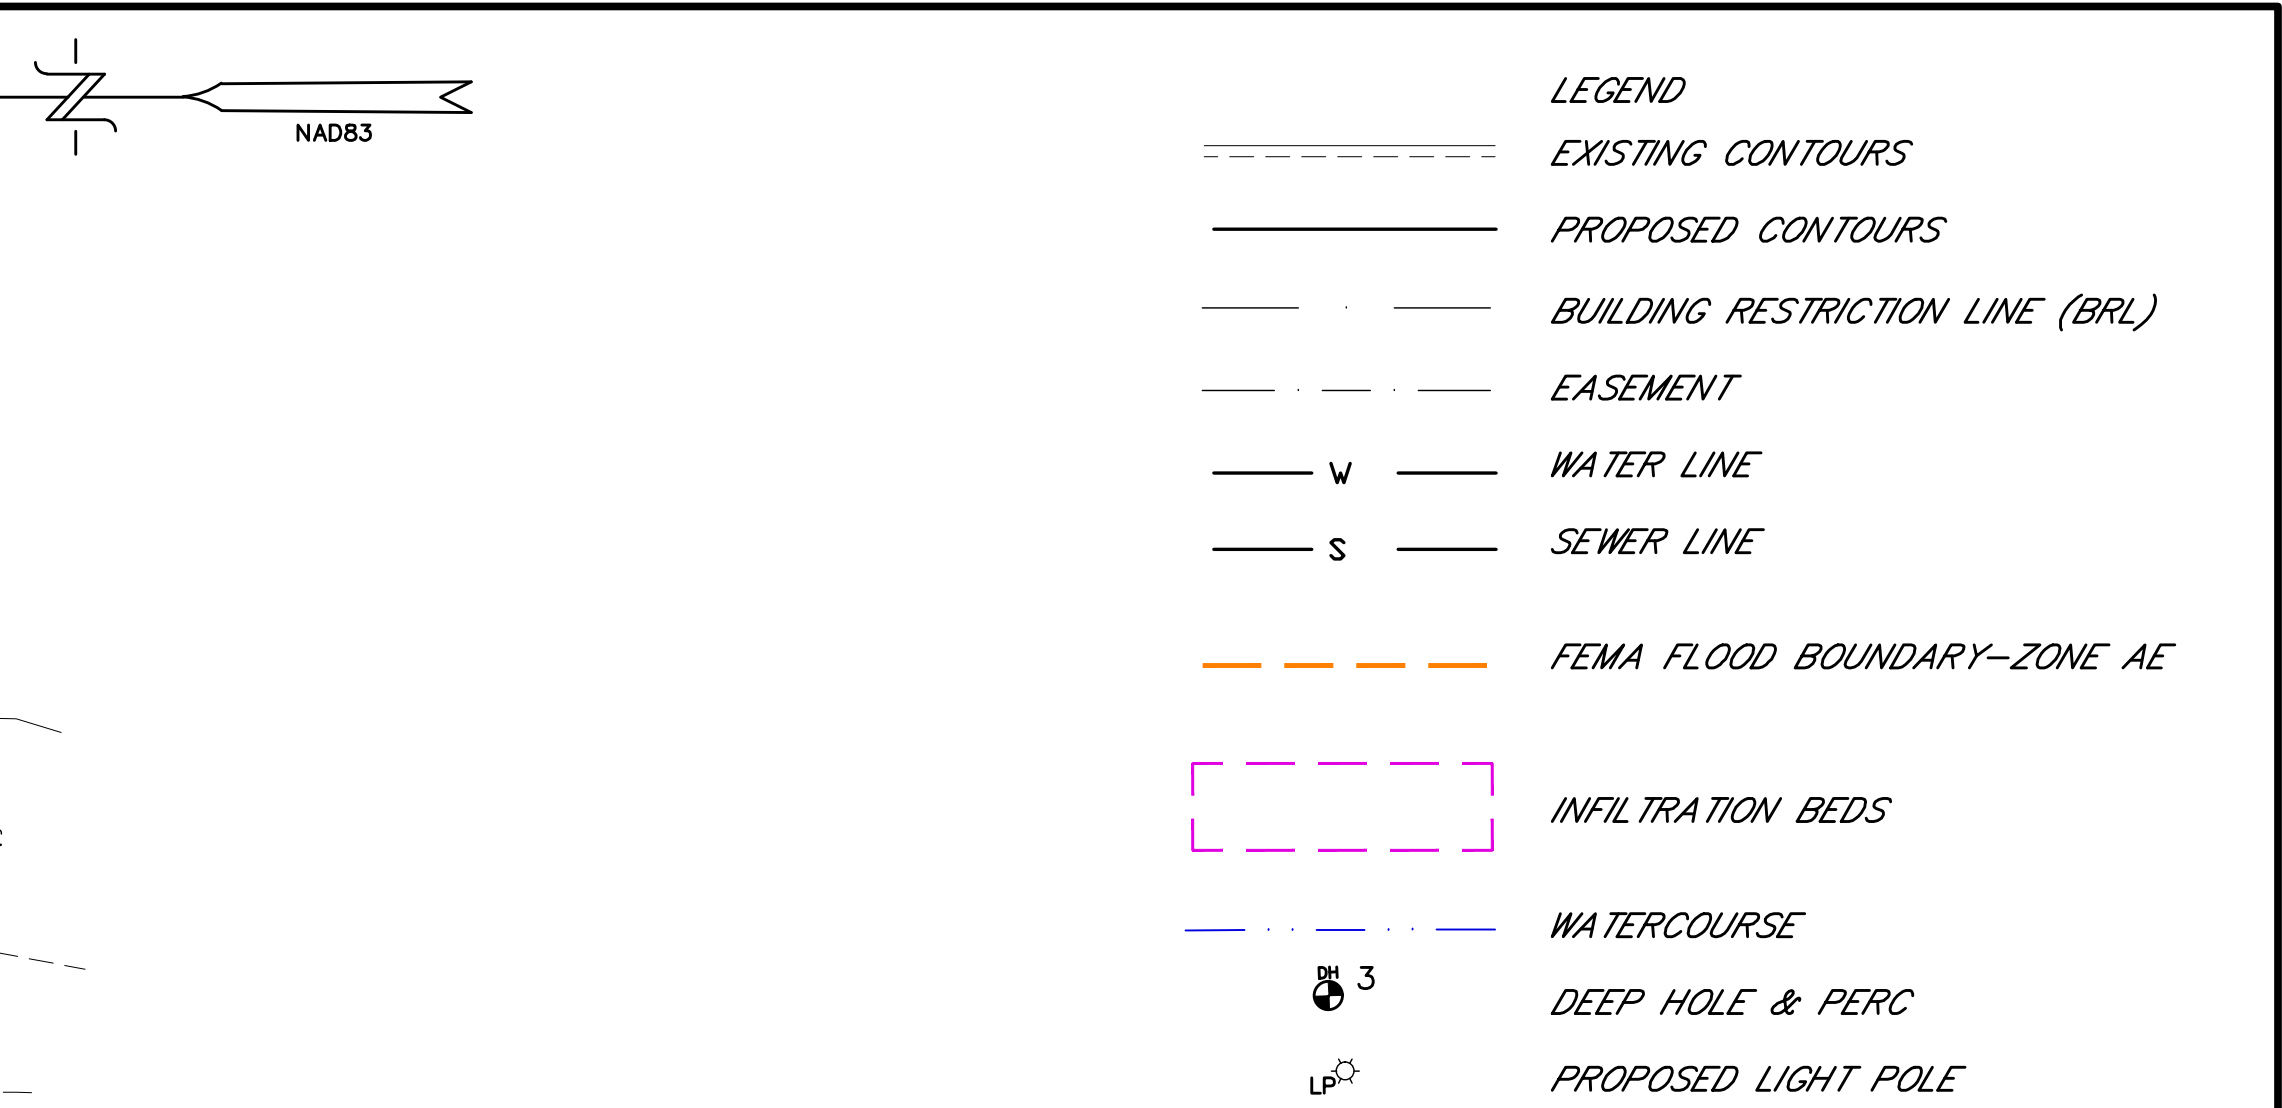 NAD83
LEGEND
EXISTING CONTOURS
PROPOSED CONTOURS
BUILDING RESTRICTION LINE (BRL)
EASEMENT
W WATER LINE
S SEWER LINE
FEMA FLOOD BOUNDARY-ZONE AE
INFILTRATION BEDS
WATERCOURSE
DH 3
DEEP HOLE & PERC
LP PROPOSED LIGHT POLE